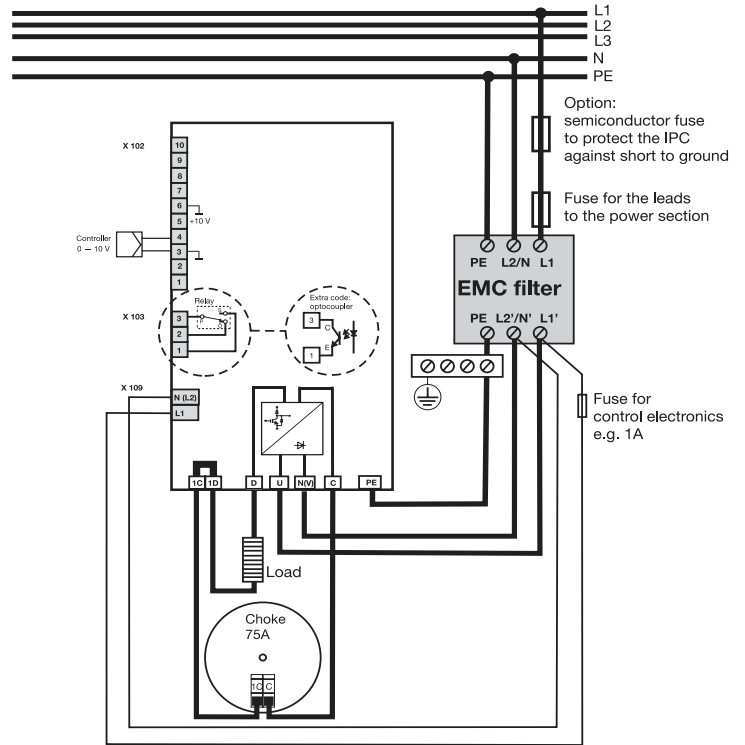 L1
L2
L3
N
PE
Option:
semiconductor fuse
to protect the IPC
against short to ground
Fuse for the leads
to the power section
X 102
10
9
8
7
6
5 +10 V
4
3
2
1
Controller
0 – 10 V
X 103
3
2
1
Relay
S
P
Ö
Extra code:
optocoupler
3
C
E
1
PE L2/N L1
EMC filter
PE L2'/N' L1'
X 109
N (L2)
L1
Fuse for
control electronics
e.g. 1A
1C 1D D U N(V) C PE
Load
Choke
75A
1C C